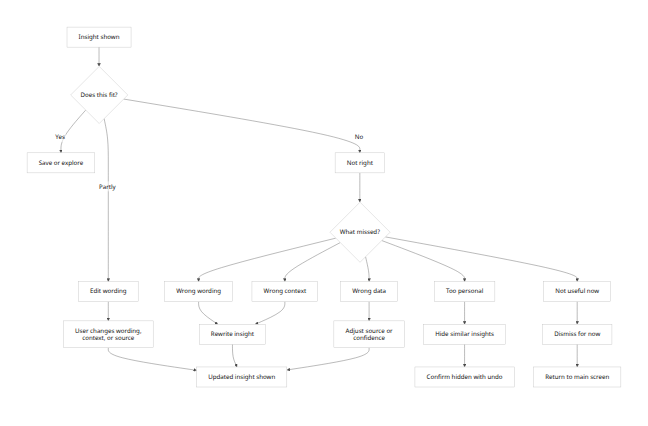 Insight shown
Does this fit?
Yes
No
Save or explore
Not right
Partly
What missed?
Edit wording
Wrong wording
Wrong context
Wrong data
Too personal
Not useful now
User changes wording,
context, or source
Rewrite insight
Adjust source or
confidence
Hide similar insights
Dismiss for now
Updated insight shown
Confirm hidden with undo
Return to main screen